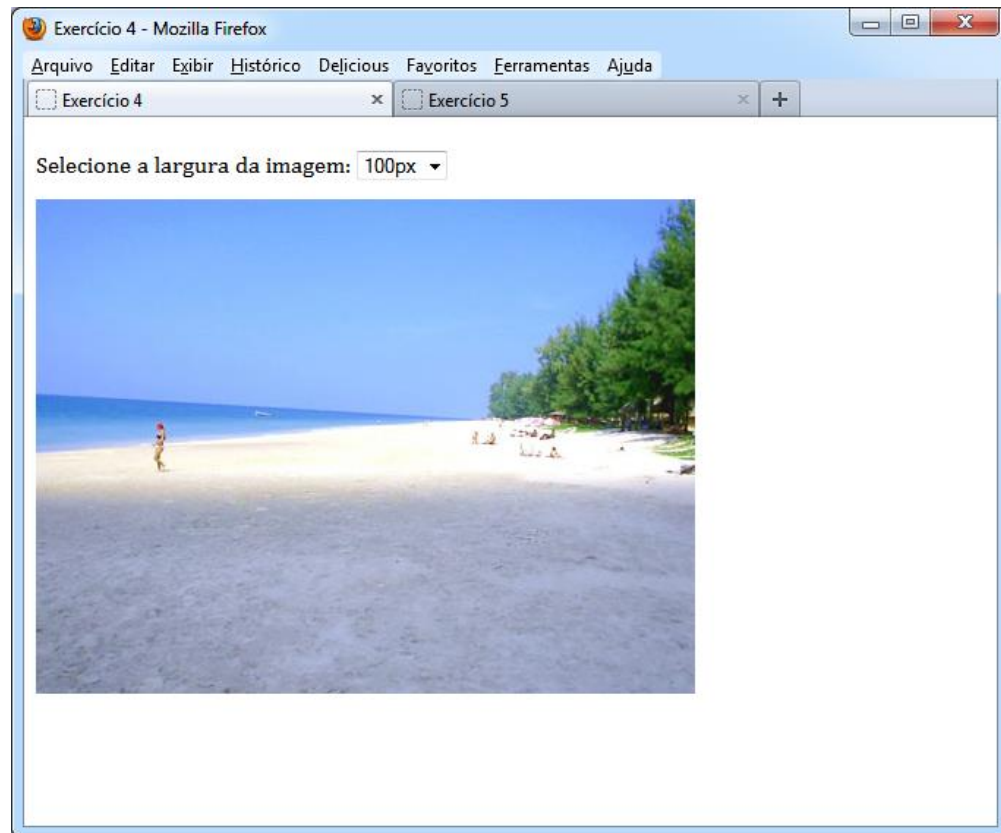 Exercício 4 - Mozilla Firefox
Arquivo Editar Exibir Histórico Delicious Favoritos Ferramentas Ajuda
Exercício 4 Exercício 5
Selecione a largura da imagem: 100px